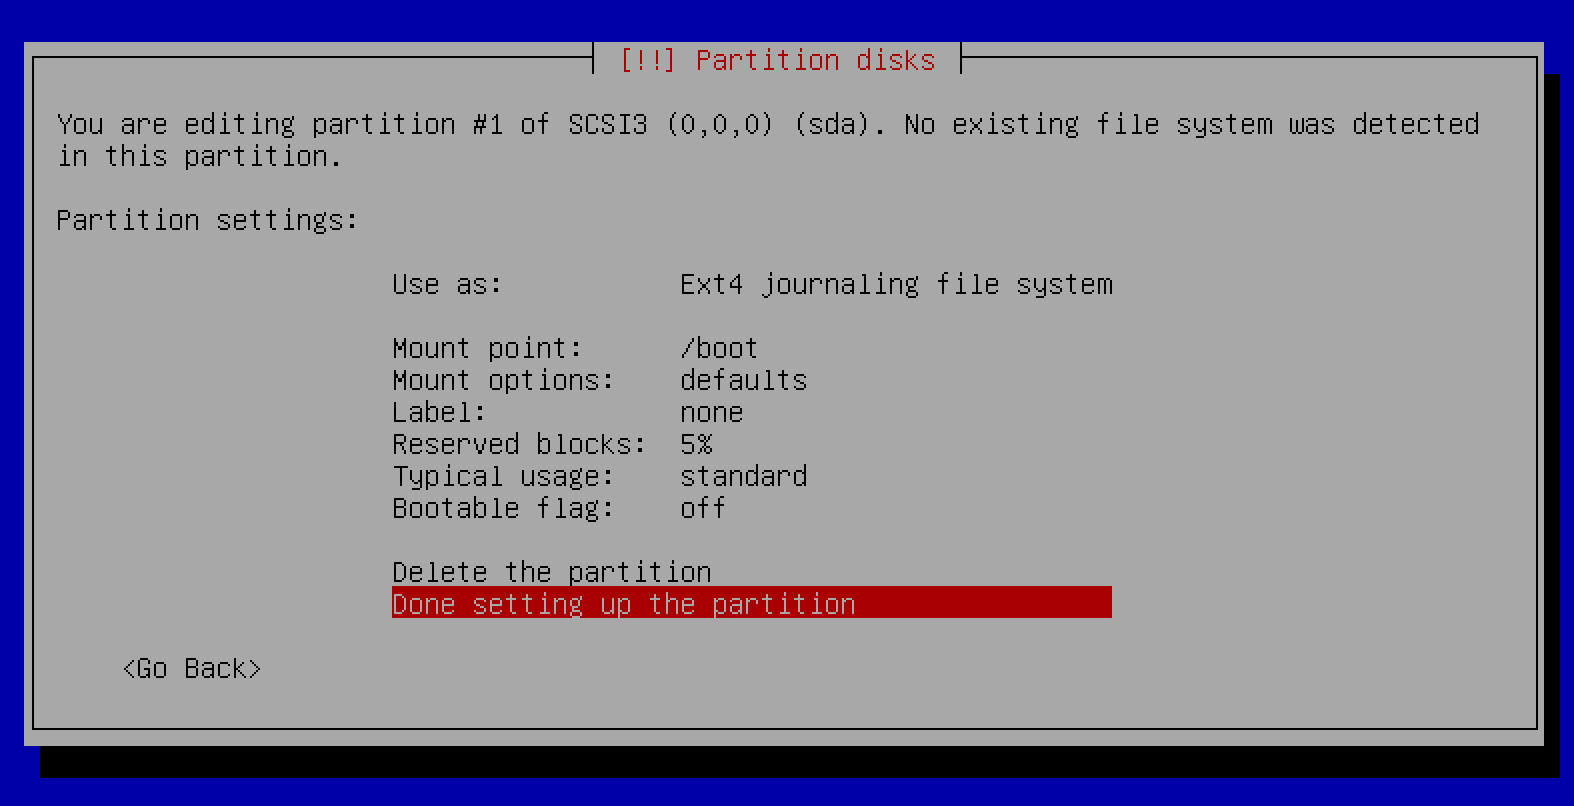 [!!] Partition disks
You are editing partition #1 of SCSI3 (0,0,0) (sda). No existing file system was detected
in this partition.
Partition settings:
Use as: Ext4 journaling file system
Mount point: /boot
Mount options: defaults
Label: none
Reserved blocks: 5%
Typical usage: standard
Bootable flag: off
Delete the partition
Done setting up the partition
<Go Back>